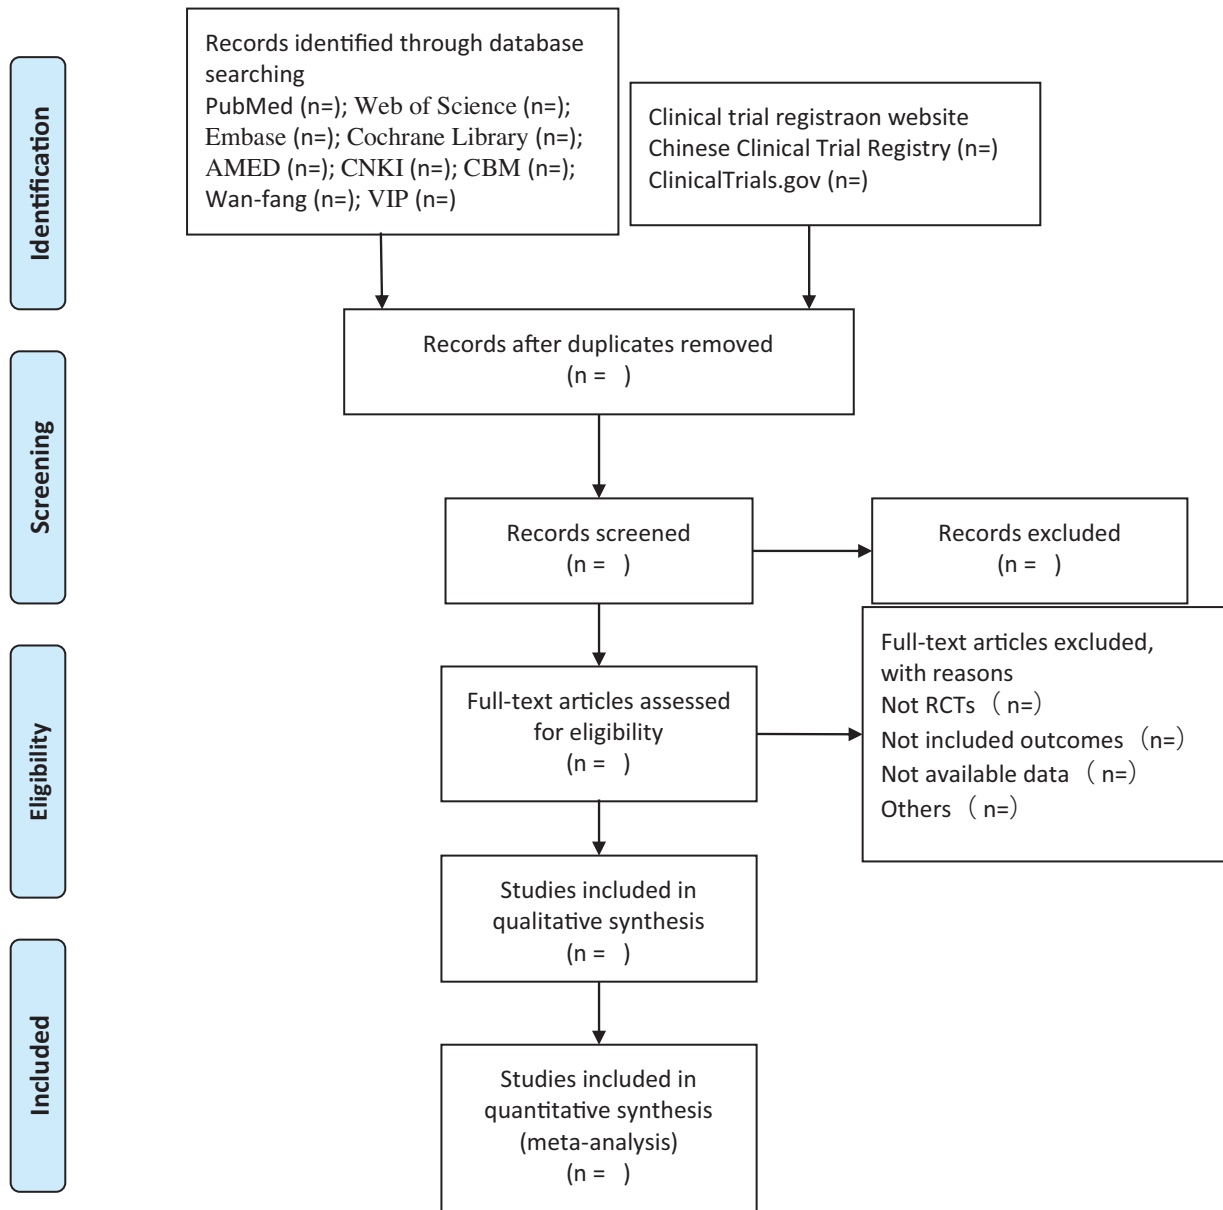 Identification
Records identified through database
searching
PubMed (n=); Web of Science (n=);
Embase (n=); Cochrane Library (n=);
AMED (n=); CNKI (n=); CBM (n=);
Wan-fang (n=); VIP (n=)
Clinical trial registraon website
Chinese Clinical Trial Registry (n=)
ClinicalTrials.gov (n=)
Records after duplicates removed
(n = )
Screening
Records screened
(n = )
Records excluded
(n = )
Eligibility
Full-text articles assessed
for eligibility
(n = )
Full-text articles excluded,
with reasons
Not RCTs （ n=）
Not included outcomes （n=）
Not available data （ n=）
Others （ n=）
Studies included in
qualitative synthesis
(n = )
Included
Studies included in
quantitative synthesis
(meta-analysis)
(n = )